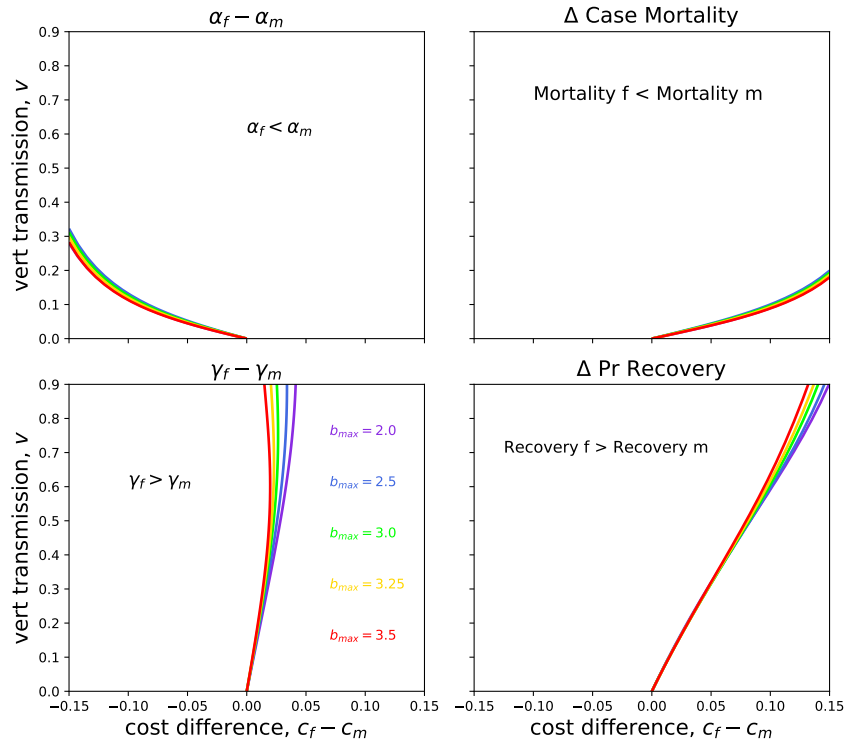 α_f − α_m
Δ Case Mortality
vert transmission, v
0.9
0.8
0.7
0.6
0.5
0.4
0.3
0.2
0.1
0.0
α_f < α_m
Mortality f < Mortality m
γ_f − γ_m
Δ Pr Recovery
vert transmission, v
0.9
0.8
0.7
0.6
0.5
0.4
0.3
0.2
0.1
0.0
γ_f > γ_m
b_max = 2.0
b_max = 2.5
b_max = 3.0
b_max = 3.25
b_max = 3.5
Recovery f > Recovery m
−0.15 −0.10 −0.05 0.00 0.05 0.10 0.15
−0.15 −0.10 −0.05 0.00 0.05 0.10 0.15
cost difference, c_f − c_m
cost difference, c_f − c_m